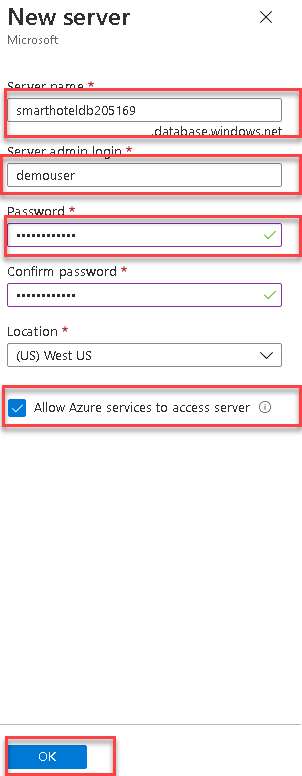 New server
Microsoft
Server name *
smarthoteldb205169
.database.windows.net
Server admin login *
demouser
Password *
••••••••••••
Confirm password *
••••••••••••
Location *
(US) West US
Allow Azure services to access server
OK